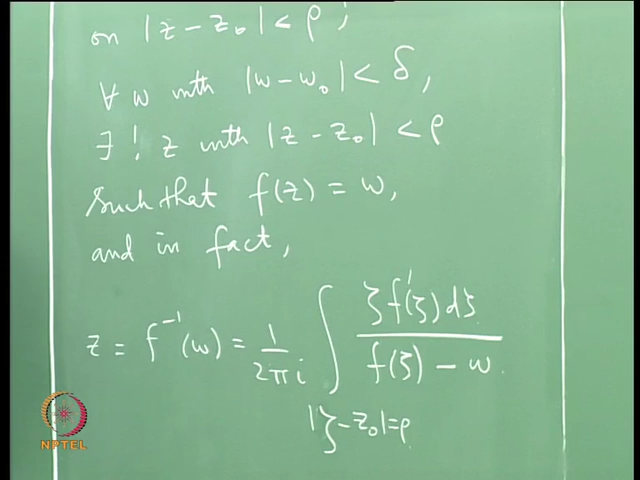 on |z - z₀| < ρ,
∀ w with |w - w₀| < δ,
∃ ! z with |z - z₀| < ρ
such that f(z) = w,
and in fact,
z = f⁻¹(w) = 1/(2πi) ∫_{|ζ - z₀| = ρ} ζ f'(ζ) dζ / (f(ζ) - w)
NPTEL